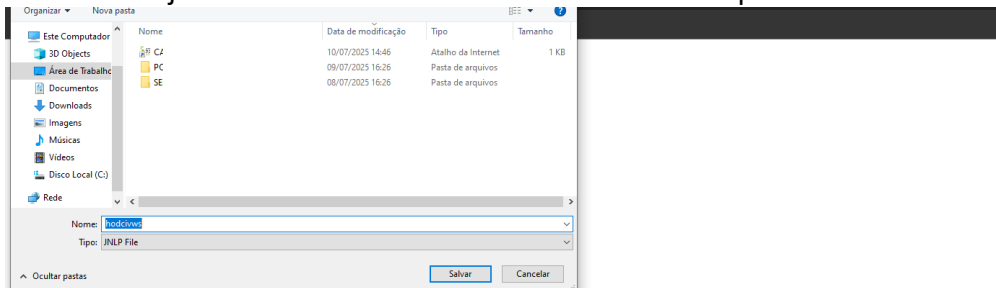 Organizar Nova pasta
Este Computador
3D Objects
Área de Trabalho
Documentos
Downloads
Imagens
Músicas
Vídeos
Disco Local (C:)
Rede
Nome Data de modificação Tipo Tamanho
CA 10/07/2025 14:46 Atalho da Internet 1 KB
PC 09/07/2025 16:26 Pasta de arquivos
SE 08/07/2025 16:26 Pasta de arquivos
Nome: hodcivws
Tipo: JNLP File
Ocultar pastas Salvar Cancelar